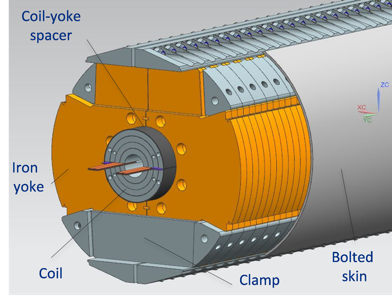 Coil-yoke
spacer
ZC
XC
YC
Iron
yoke
Coil
Clamp
Bolted
skin